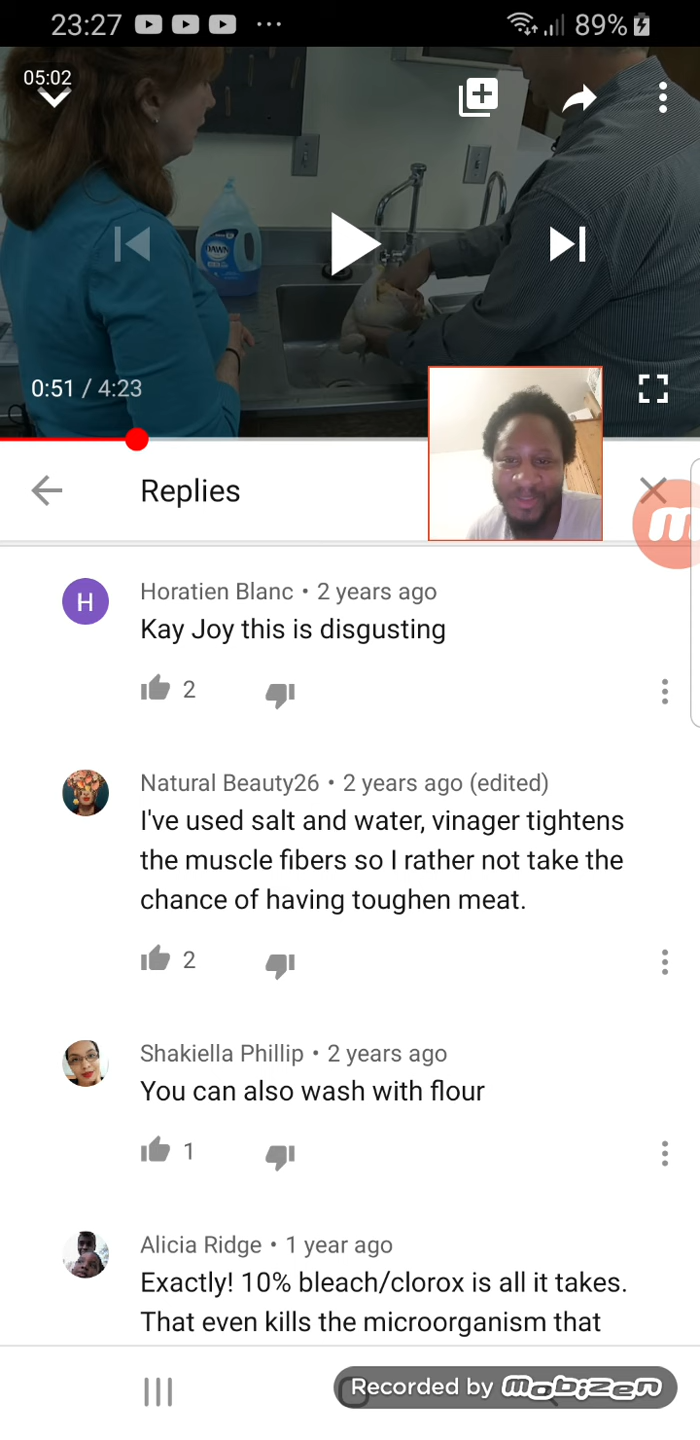 23:27 89%
05:02
DAWN
0:51 / 4:23
Replies
m
H
Horatien Blanc • 2 years ago
Kay Joy this is disgusting
2
Natural Beauty26 • 2 years ago (edited)
I've used salt and water, vinager tightens
the muscle fibers so I rather not take the
chance of having toughen meat.
2
Shakiella Phillip • 2 years ago
You can also wash with flour
1
Alicia Ridge • 1 year ago
Exactly! 10% bleach/clorox is all it takes.
That even kills the microorganism that
Recorded by mobizen